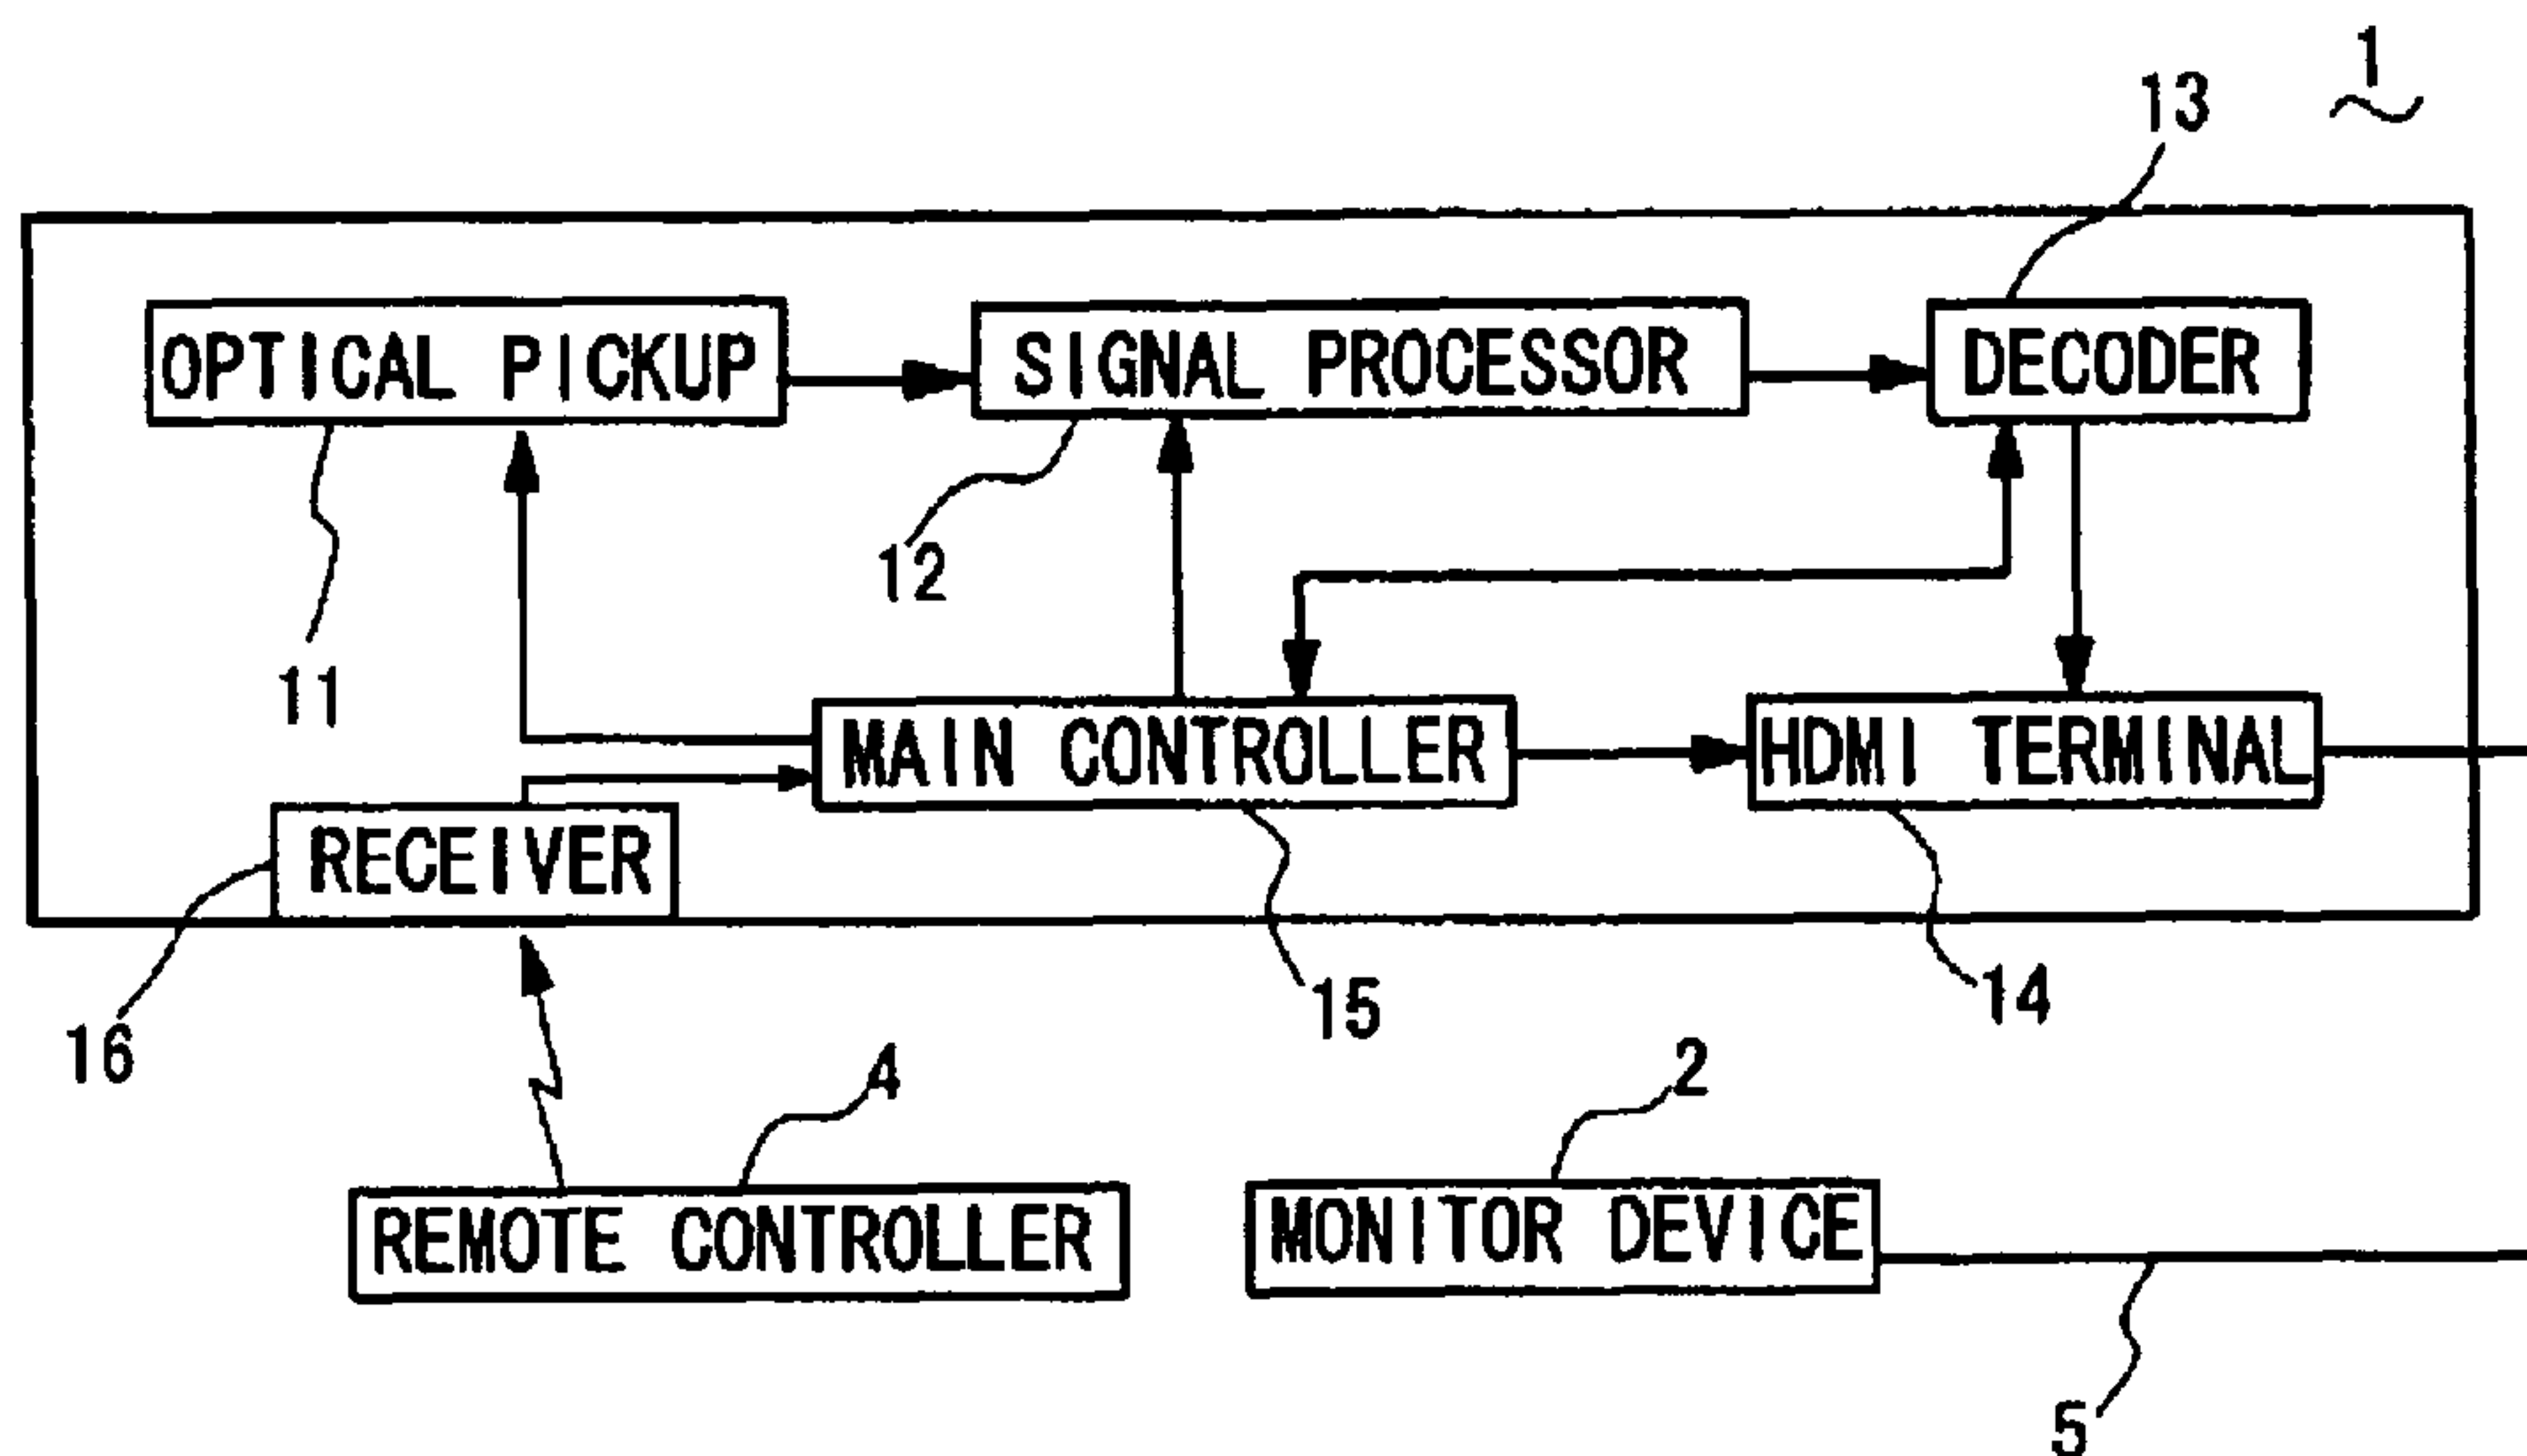 1
13
OPTICAL PICKUP
SIGNAL PROCESSOR
DECODER
12
11
MAIN CONTROLLER
HDMI TERMINAL
RECEIVER
16
15
14
4
2
REMOTE CONTROLLER
MONITOR DEVICE
5